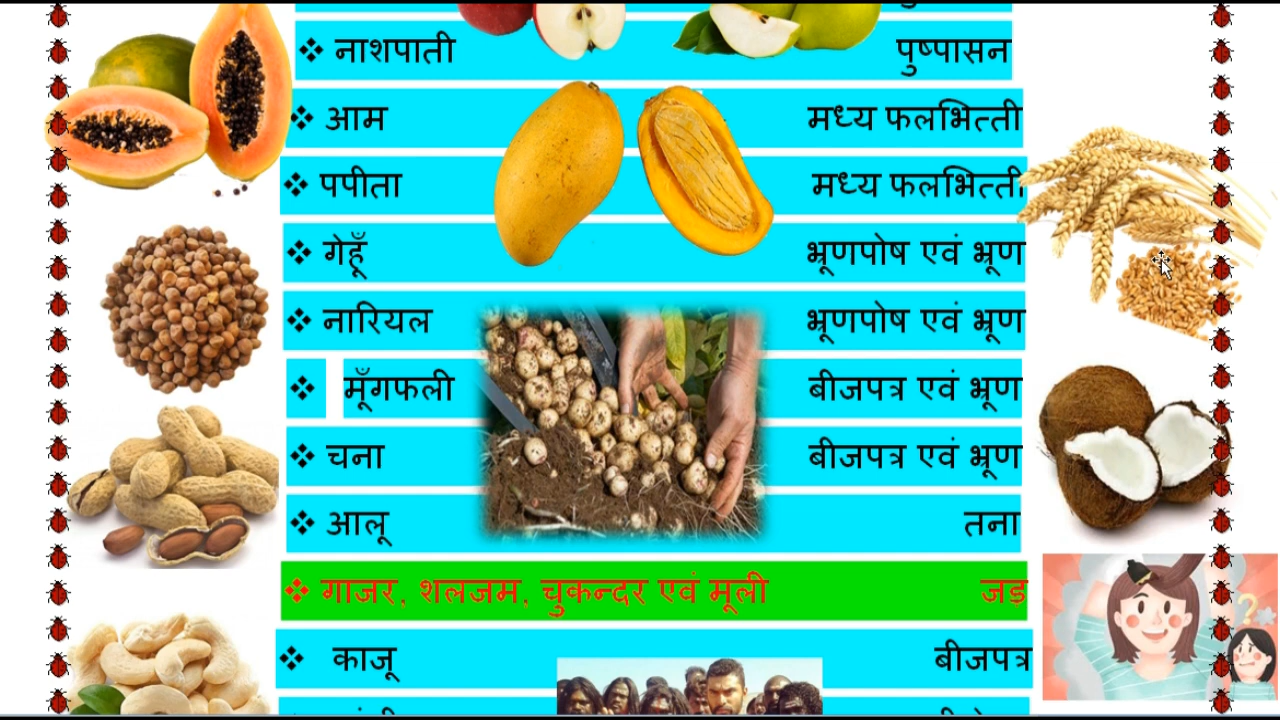 ❖ नाशपाती पुष्पासन
❖ आम मध्य फलभित्ती
❖ पपीता मध्य फलभित्ती
❖ गेहूँ भ्रूणपोष एवं भ्रूण
❖ नारियल भ्रूणपोष एवं भ्रूण
❖ मूँगफली बीजपत्र एवं भ्रूण
❖ चना बीजपत्र एवं भ्रूण
❖ आलू तना
❖ गाजर, शलजम, चुकन्दर एवं मूली जड
❖ काजू बीजपत्र